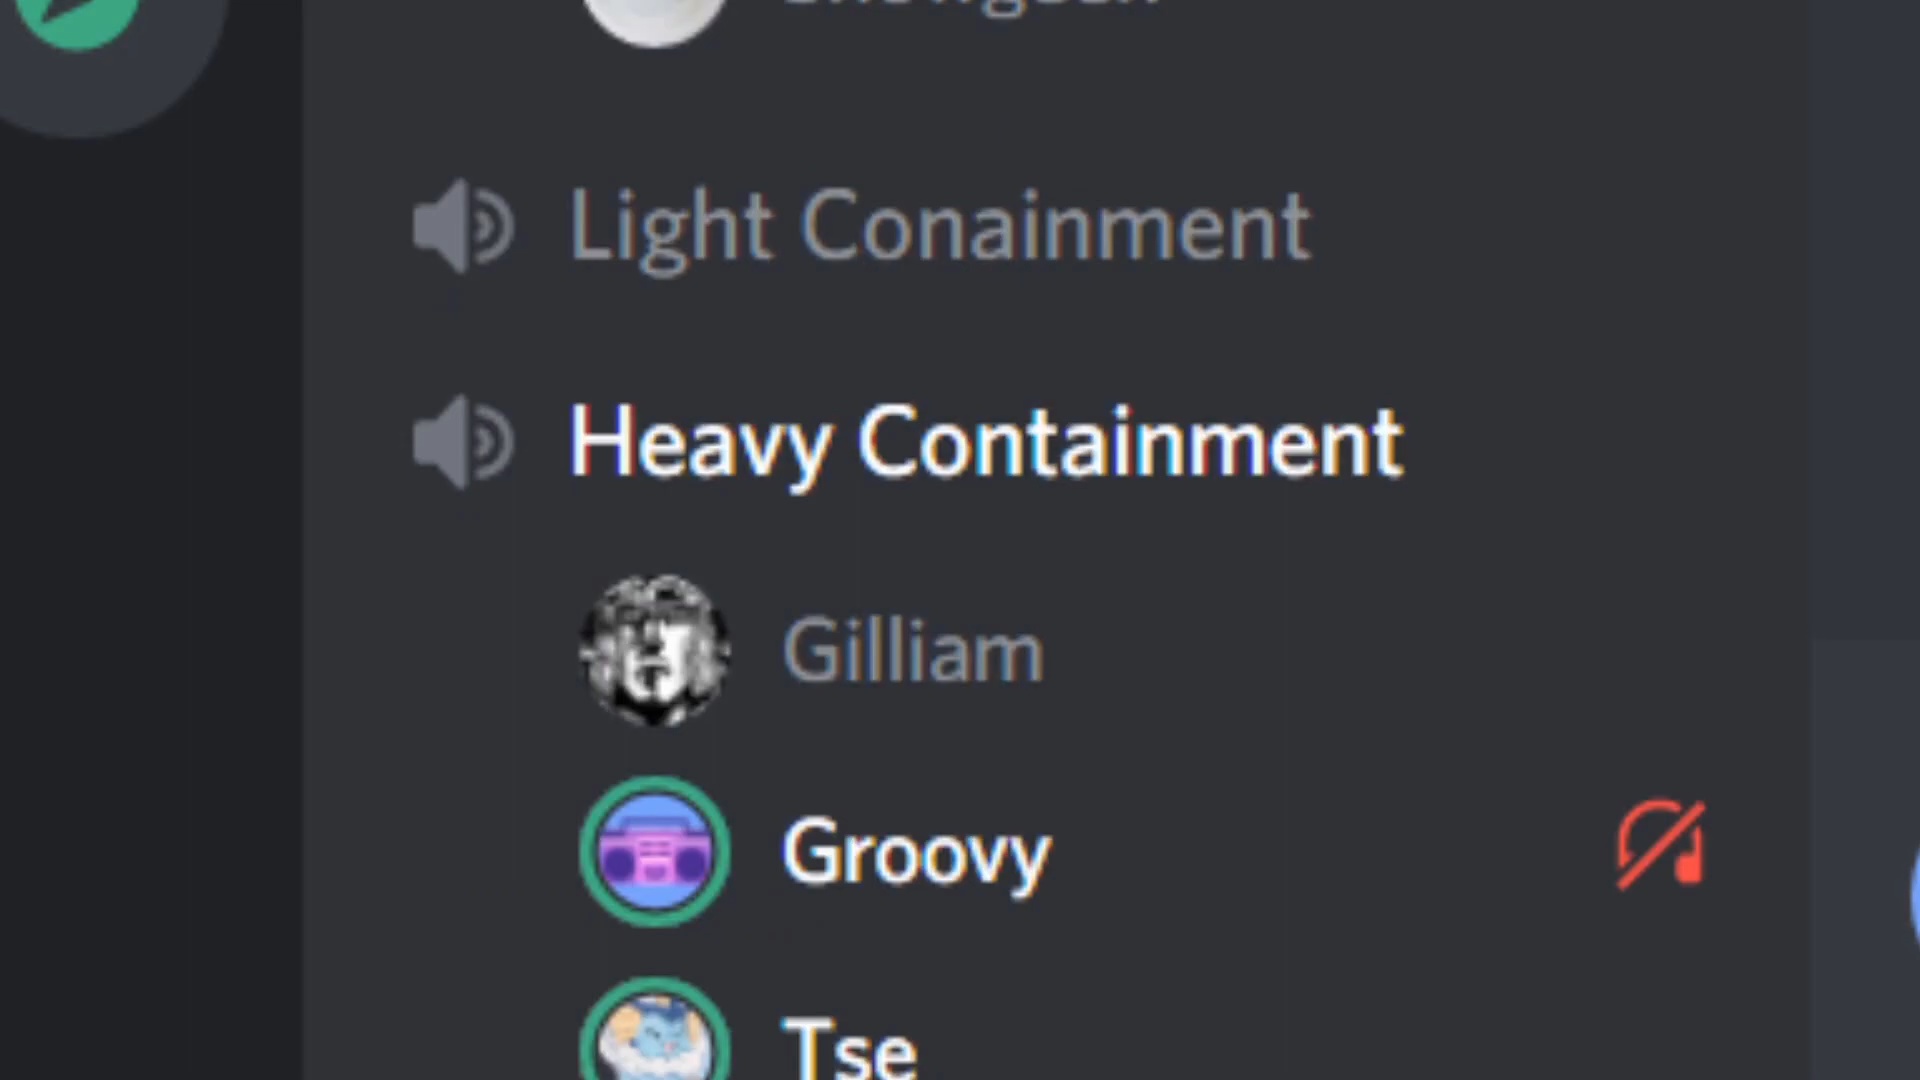 Light Conainment
Heavy Containment
Gilliam
Groovy
Tse